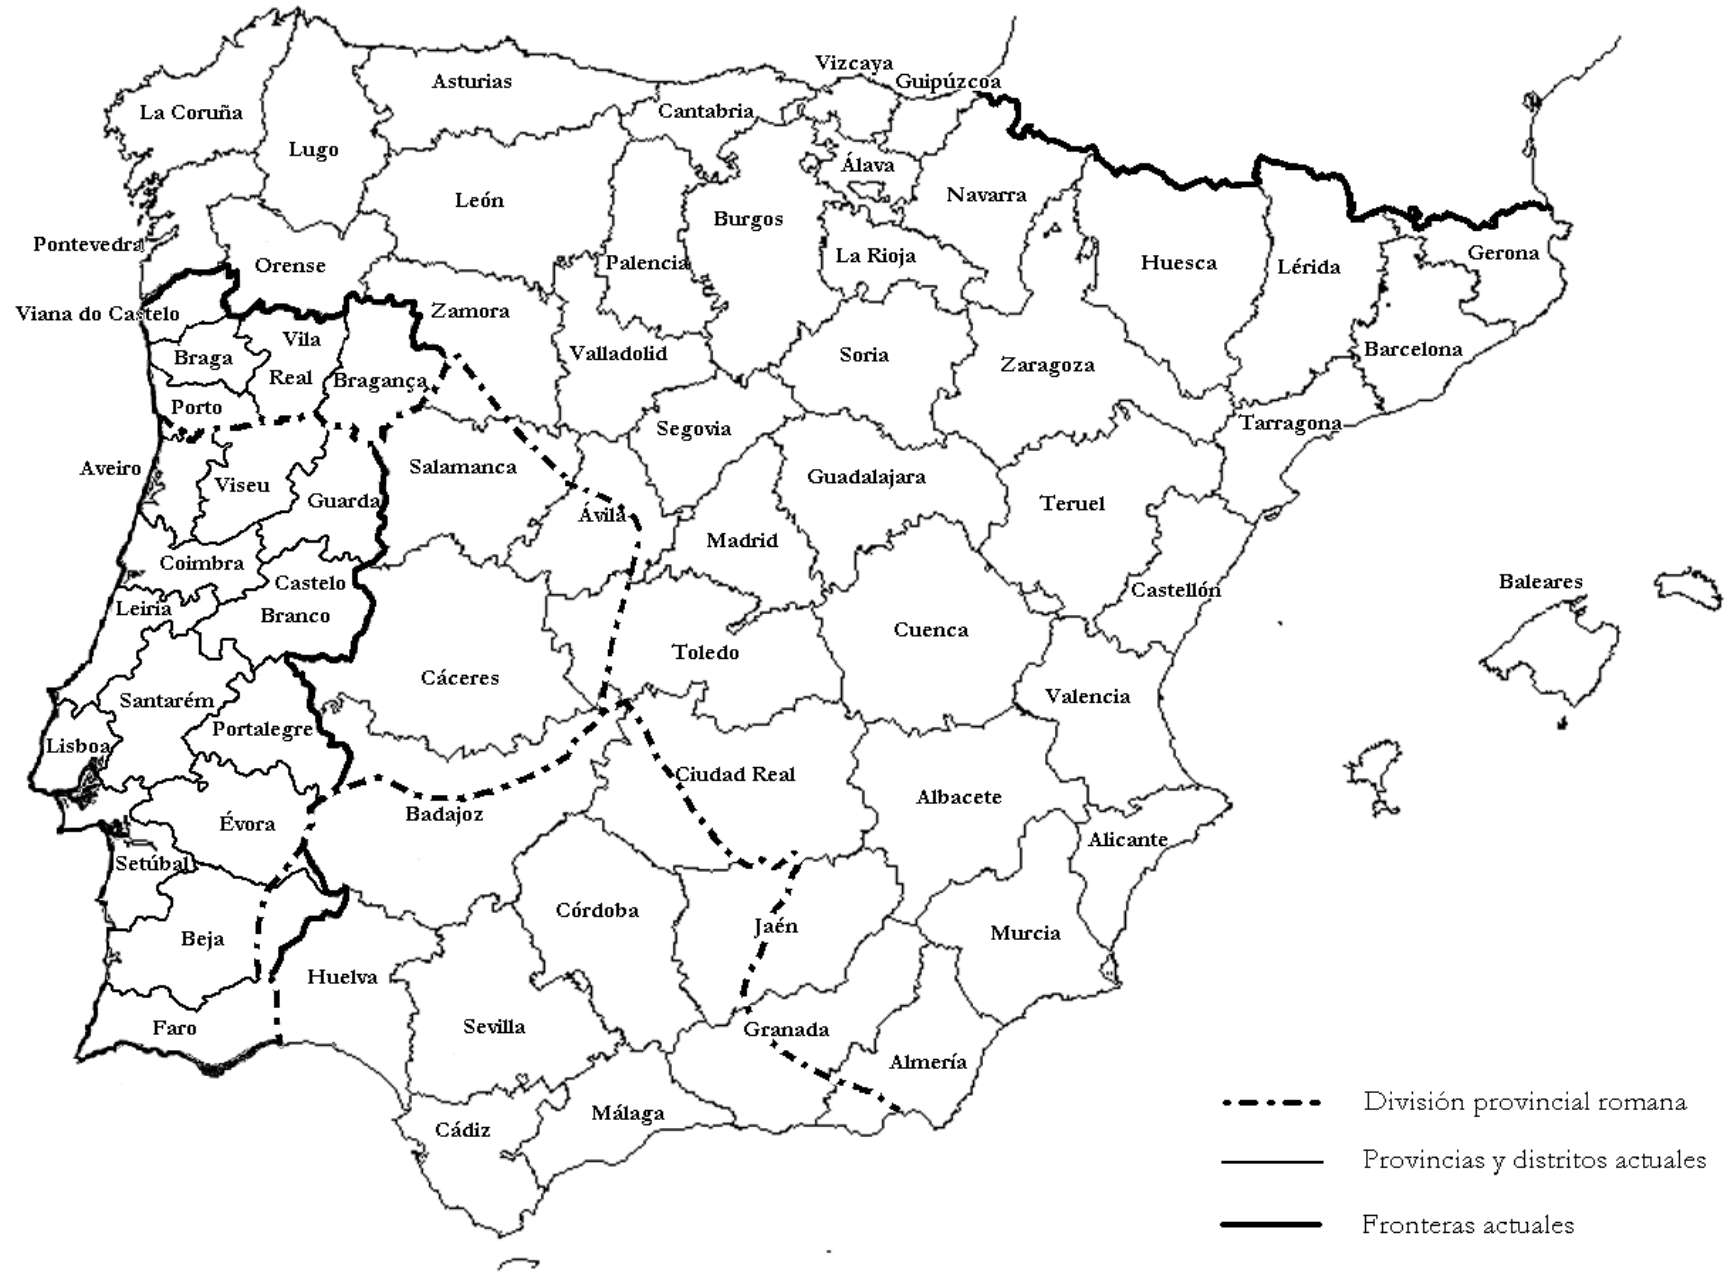 Vizcaya
Guipúzcoa
Asturias
Cantabria
La Coruña
Lugo
Álava
Navarra
León
Burgos
Pontevedra
Orense
Palencia
La Rioja
Huesca
Lérida
Gerona
Viana do Castelo
Zamora
Vila
Real
Braga
Bragança
Valladolid
Soria
Zaragoza
Barcelona
Porto
Segovia
Tarragona
Aveiro
Viseu
Guarda
Salamanca
Guadalajara
Teruel
Ávila
Madrid
Coimbra
Castelo
Branco
Castellón
Baleares
Leiria
Cáceres
Toledo
Cuenca
Valencia
Santarém
Portalegre
Lisboa
Ciudad Real
Albacete
Badajoz
Évora
Alicante
Setúbal
Córdoba
Jaén
Murcia
Beja
Huelva
Faro
Sevilla
Granada
Almería
Málaga
Cádiz
División provincial romana
Provincias y distritos actuales
Fronteras actuales